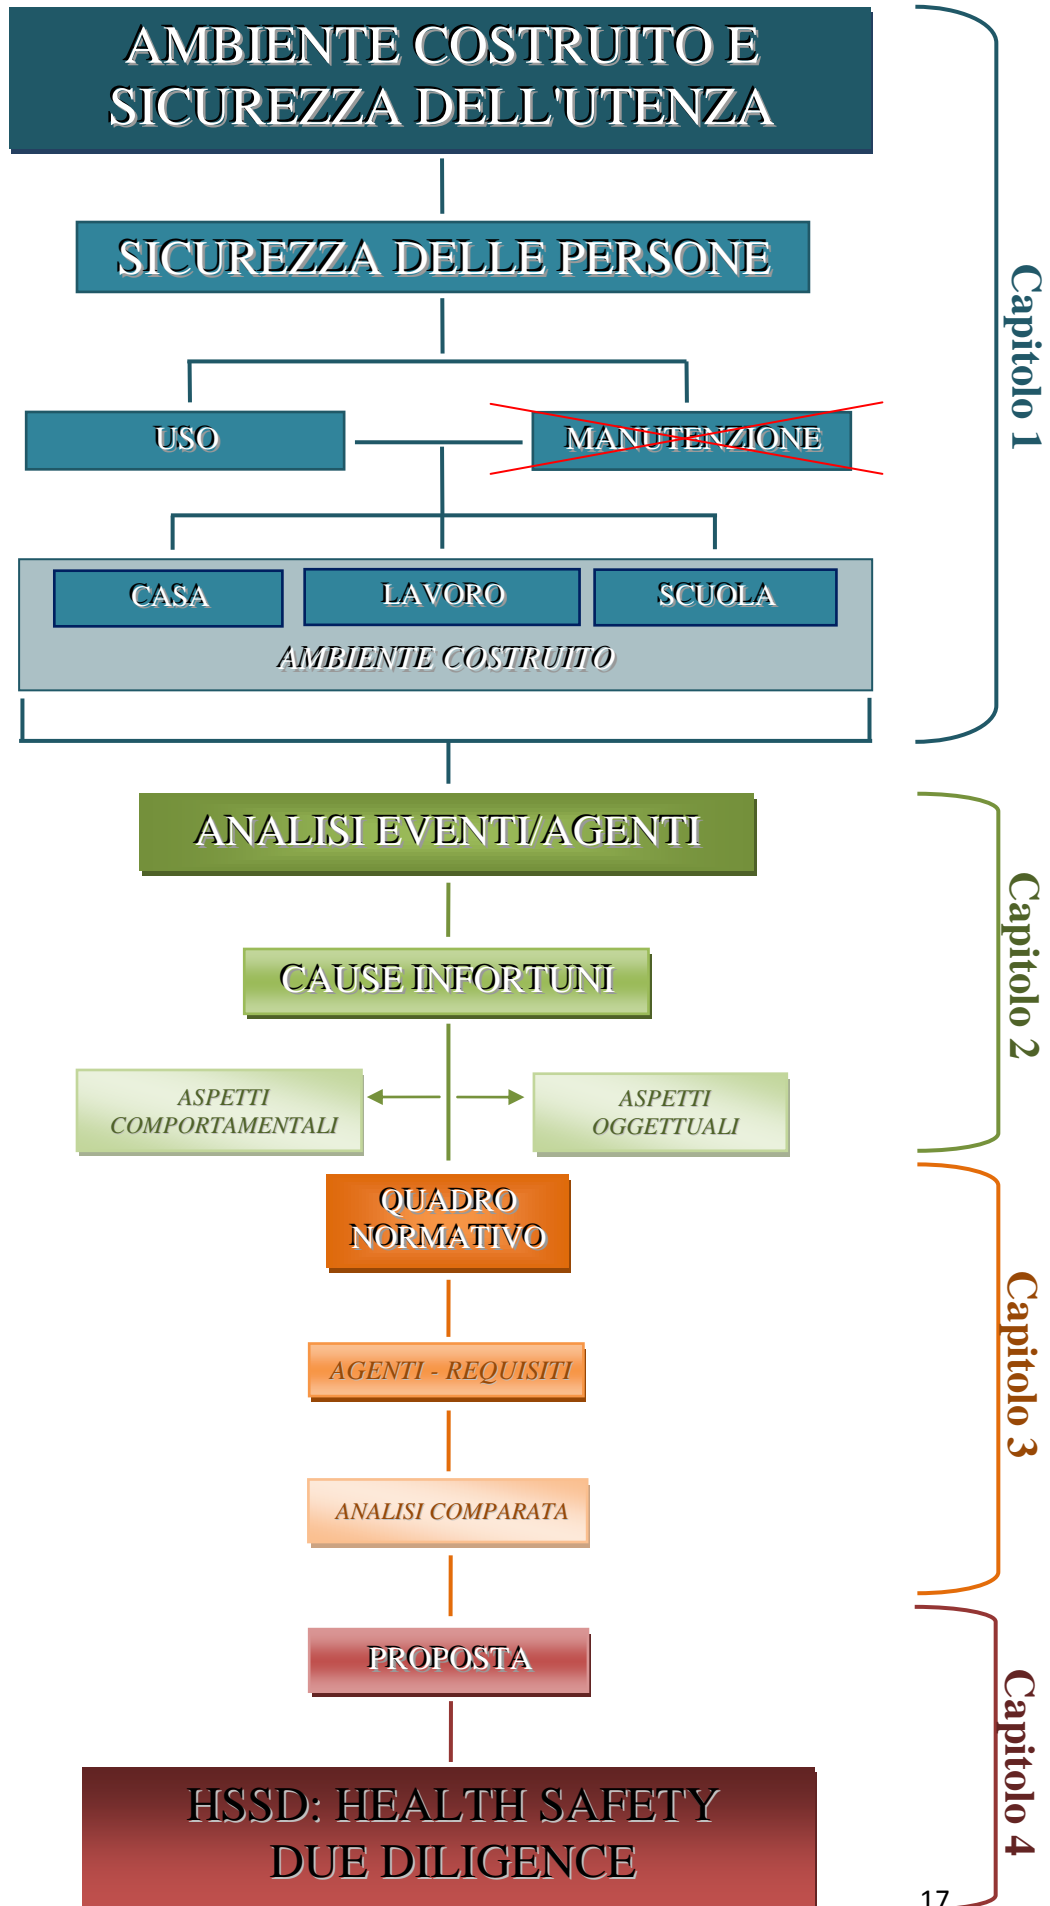 AMBIENTE COSTRUITO E
SICUREZZA DELL'UTENZA
SICUREZZA DELLE PERSONE
USO
MANUTENZIONE
CASA
LAVORO
SCUOLA
AMBIENTE COSTRUITO
Capitolo 1
ANALISI EVENTI/AGENTI
CAUSE INFORTUNI
ASPETTI
COMPORTAMENTALI
ASPETTI
OGGETTUALI
Capitolo 2
QUADRO
NORMATIVO
AGENTI - REQUISITI
ANALISI COMPARATA
Capitolo 3
PROPOSTA
HSSD: HEALTH SAFETY
DUE DILIGENCE
Capitolo 4
17